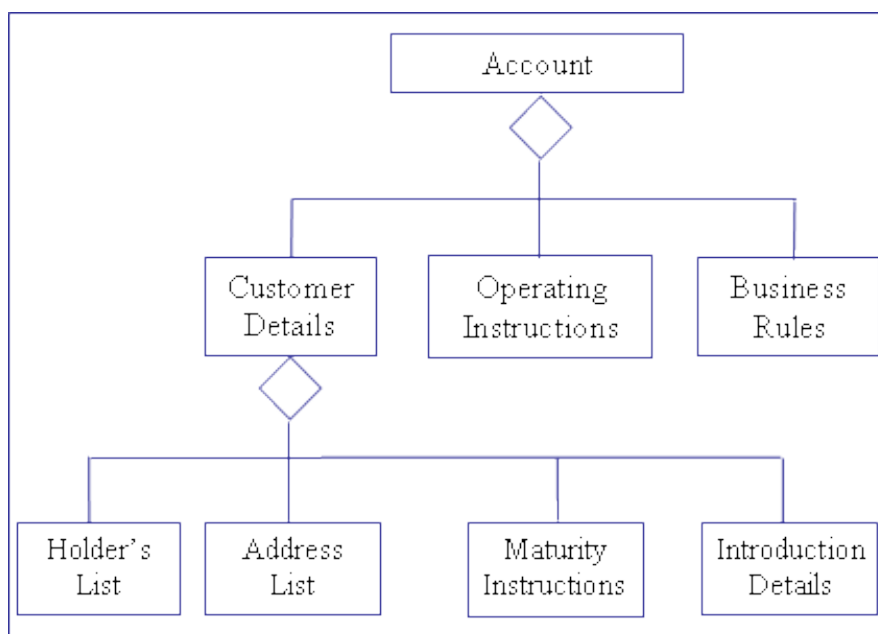 Account
Customer
Details
Operating
Instructions
Business
Rules
Holder's
List
Address
List
Maturity
Instructions
Introduction
Details